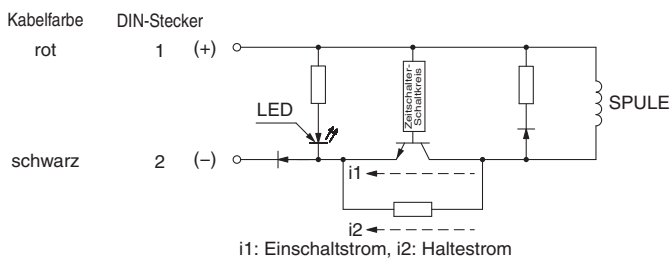 Kabelfarbe DIN-Stecker
rot 1 (+)
Zeitschalter-
Schaltkreis
SPULE
LED
schwarz 2 (−)
i1
i2
i1: Einschaltstrom, i2: Haltestrom